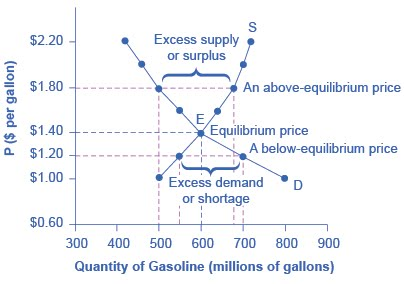 S
$2.20
Excess supply
or surplus
$1.80
An above-equilibrium price
E
$1.40
Equilibrium price
A below-equilibrium price
$1.20
$1.00
Excess demand
or shortage
D
$0.60
300 400 500 600 700 800 900
P ($ per gallon)
Quantity of Gasoline (millions of gallons)